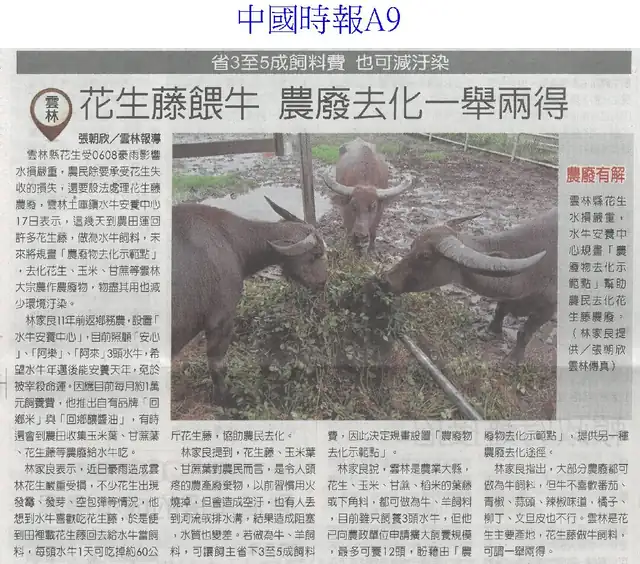 中國時報A9
省3至5成飼料費 也可減汙染
雲林
花生藤餵牛 農廢去化一舉兩得
張朝欣／雲林報導
雲林縣花生受0608豪雨影響
水損嚴重，農民除要承受花生失
收的損失，還要設法處理花生藤
農廢，雲林土庫鎮水牛安養中心
17日表示，這幾天到農田運回
許多花生藤，做為水牛飼料，未
來將規畫「農廢物去化示範點」
，去化花生、玉米、甘蔗等雲林
大宗農作農廢物，物盡其用也減
少環境汙染。
林家良11年前返鄉務農，設置「
水牛安養中心」，目前照顧「安心
」、「阿樂」、「阿來」3頭水牛，希
望水牛年邁後能安養天年，免於
被宰殺命運。因應目前每月約1萬
元飼養費，他推出自有品牌「回
鄉米」與「回鄉釀醬油」，有時
還會到農田收集玉米葉、甘蔗葉
、花生藤等農廢給水牛吃。
林家良表示，近日豪雨造成雲
林花生嚴重受損，不少花生出現
發霉、發芽、空包彈等情況，他
想到水牛喜歡吃花生藤，於是便
到田裡載花生藤回去給水牛當飼
料，每頭水牛1天可吃掉約60公
斤花生藤，協助農民去化。
林家良提到，花生藤、玉米葉
、甘蔗葉對農民而言，是令人頭
疼的農產廢棄物，以前習慣用火
燒掉，但會造成空汙，也有人丟
到河流或排水溝，結果造成阻塞
，水質也變差。若做為牛、羊飼
料，可讓飼主省下3至5成飼料
費，因此決定規畫設置「農廢物
去化示範點」。
林家良說，雲林是農業大縣，
花生、玉米、甘蔗、稻米的葉藤
或下角料，都可做為牛、羊飼料
，目前雖只飼養3頭水牛，但他
已向農政單位申請擴大飼養規模
，最多可養12頭，盼藉由「農
廢物去化示範點」，提供另一種
農廢去化途徑。
林家良指出，大部分農廢都可
做為牛飼料，但牛不喜歡番茄、
青椒、蒜頭、辣椒味道，橘子、
柳丁、文旦皮也不行。雲林是花
生主要產地，花生藤做牛飼料，
可謂一舉兩得。
農廢有解
雲林縣花生
水損嚴重，
水牛安養中
心規畫「農
廢物去化示
範點」幫助
農民去化花
生藤農廢。
（林家良提
供／張朝欣
雲林傳真）